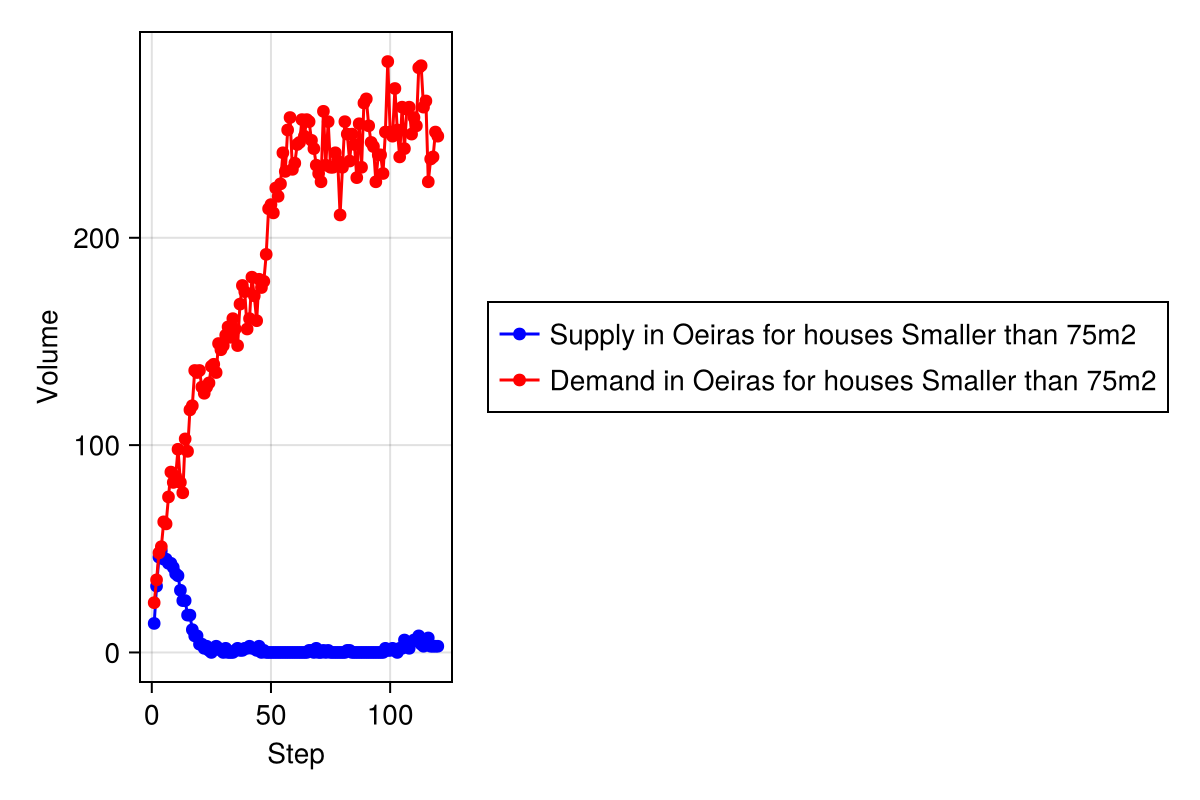 Volume
200
100
0
0 50 100
Step
Supply in Oeiras for houses Smaller than 75m2
Demand in Oeiras for houses Smaller than 75m2